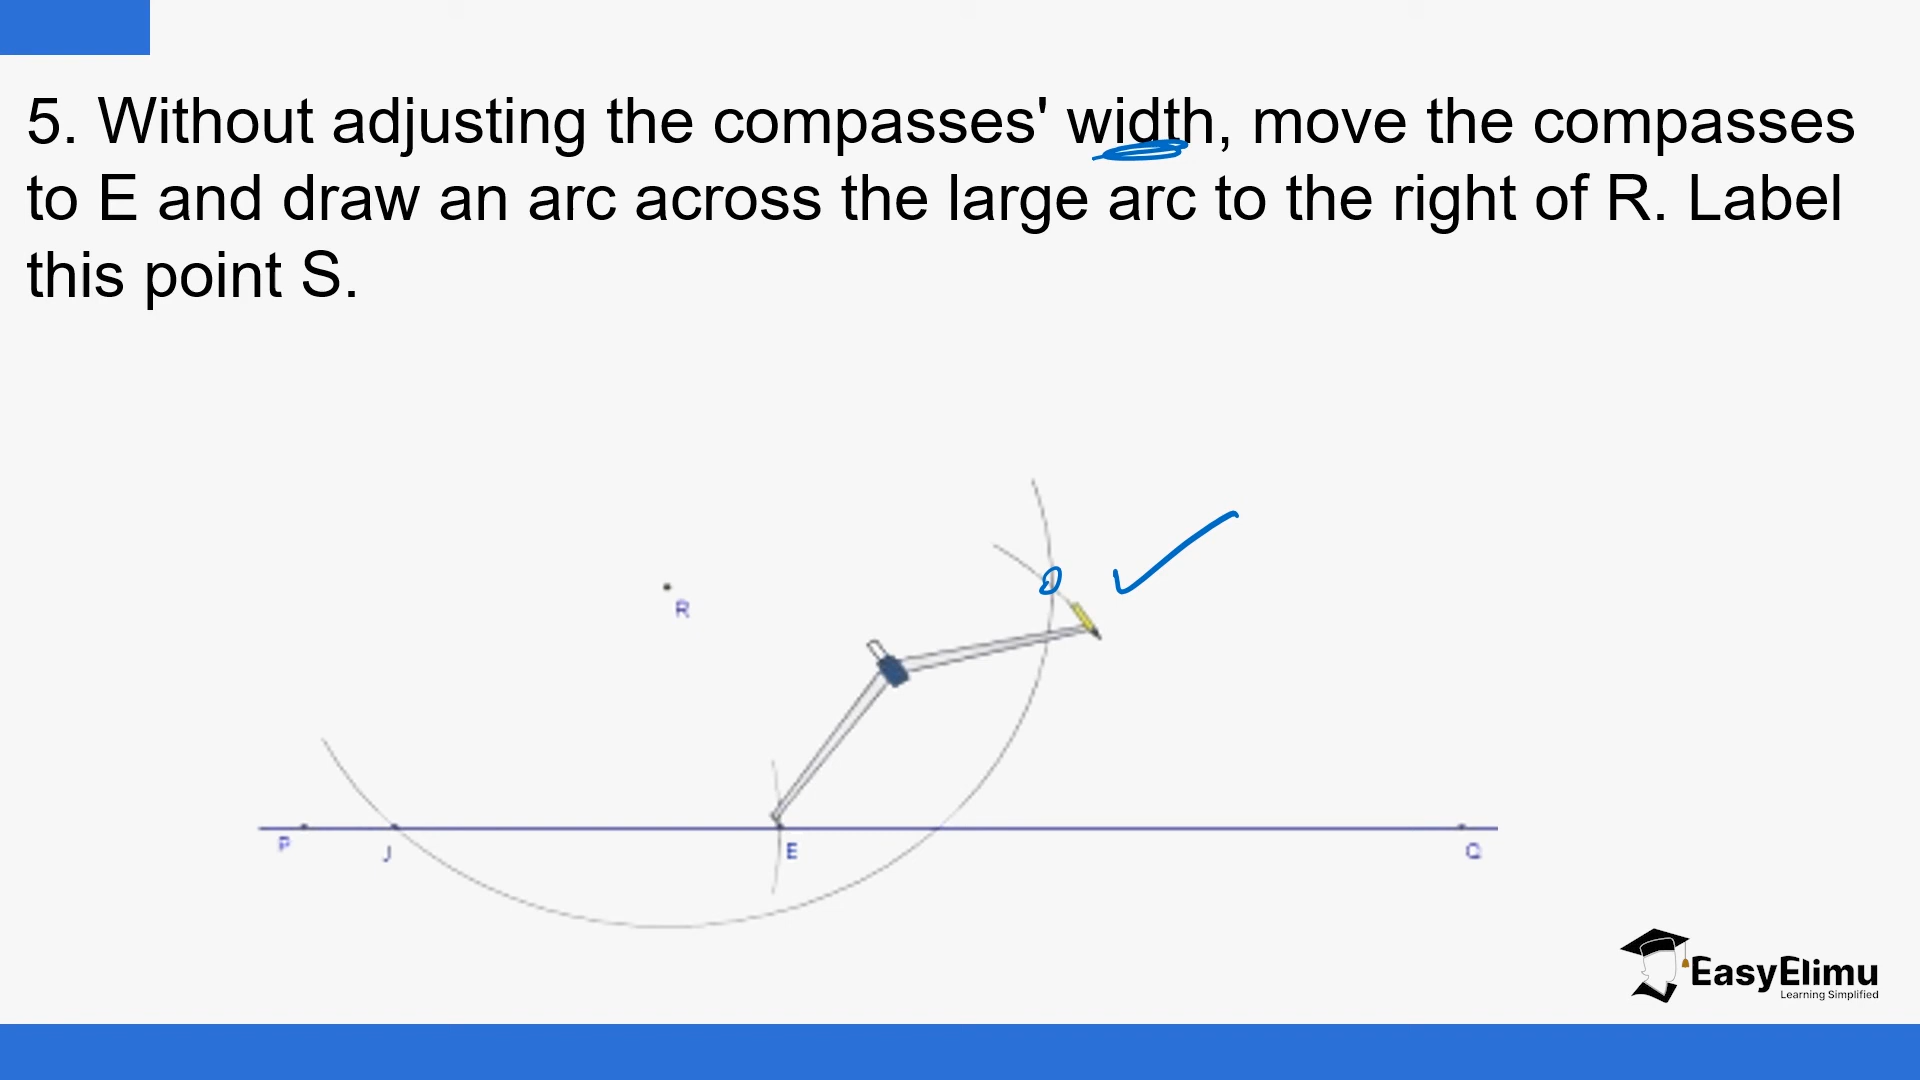 5. Without adjusting the compasses' width, move the compasses
to E and draw an arc across the large arc to the right of R. Label
this point S.
R
P
J
E
Q
EasyElimu
Learning Simplified